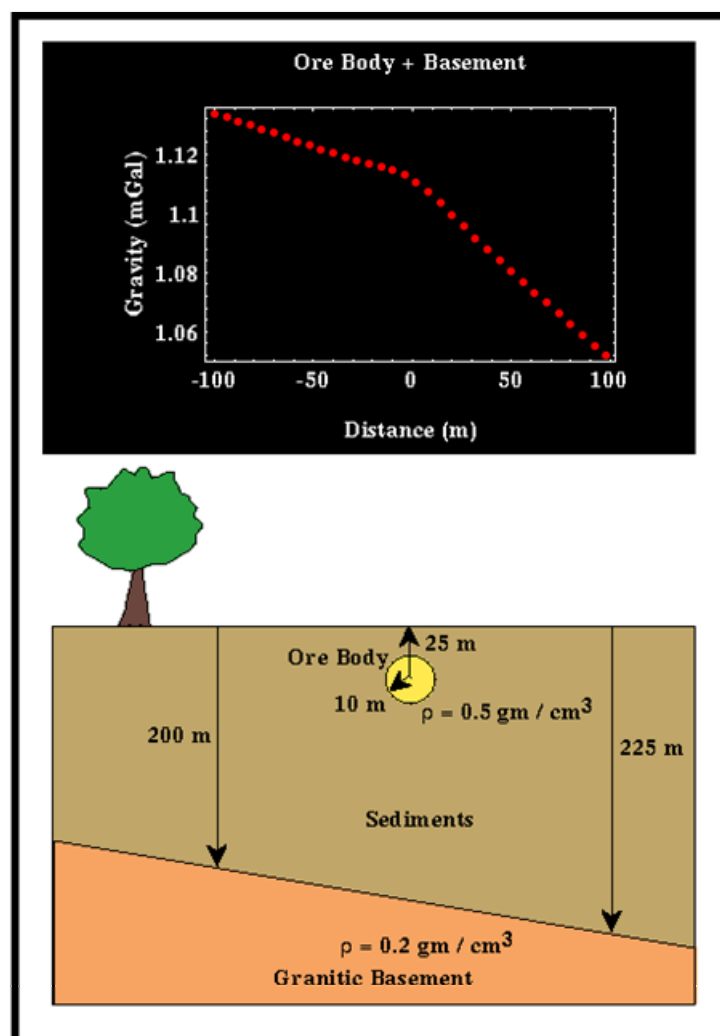 Ore Body + Basement
Gravity (mGal)
1.12
1.1
1.08
1.06
-100 -50 0 50 100
Distance (m)
25 m
Ore Body
10 m
ρ = 0.5 gm / cm³
200 m
225 m
Sediments
ρ = 0.2 gm / cm³
Granitic Basement